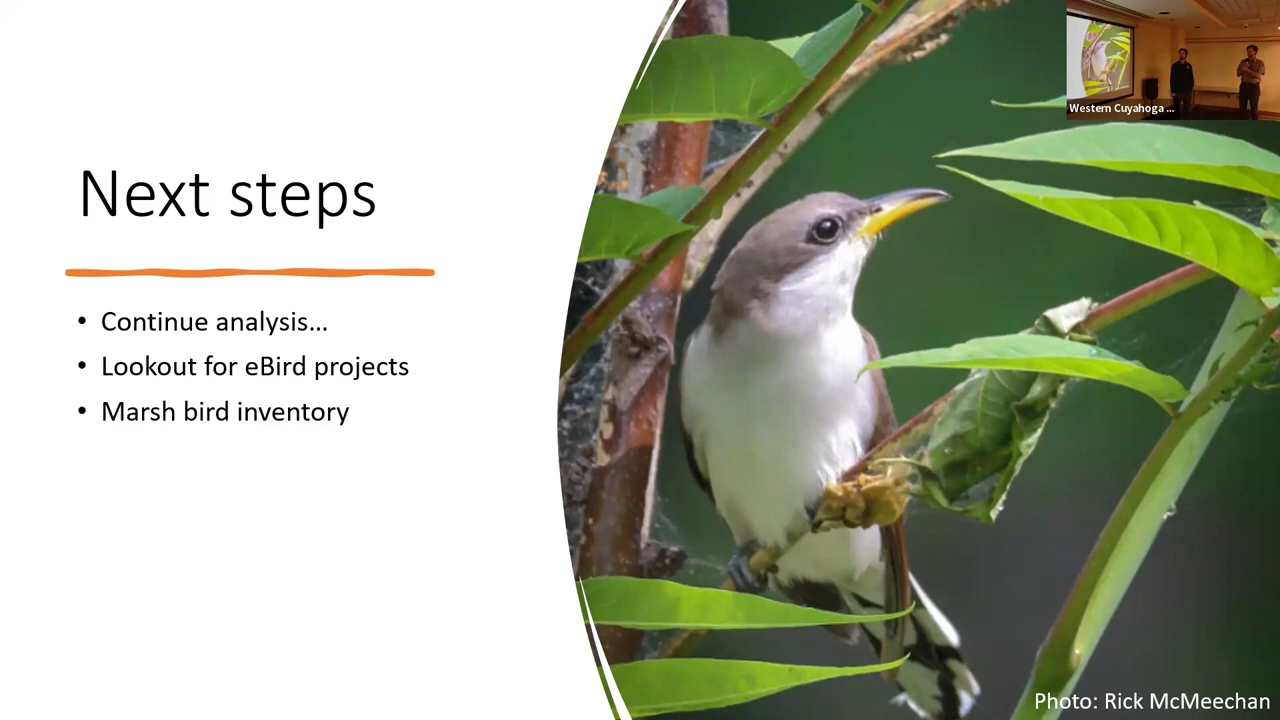 Next steps
• Continue analysis...
• Lookout for eBird projects
• Marsh bird inventory
Western Cuyahoga ...
Photo: Rick McMeechan